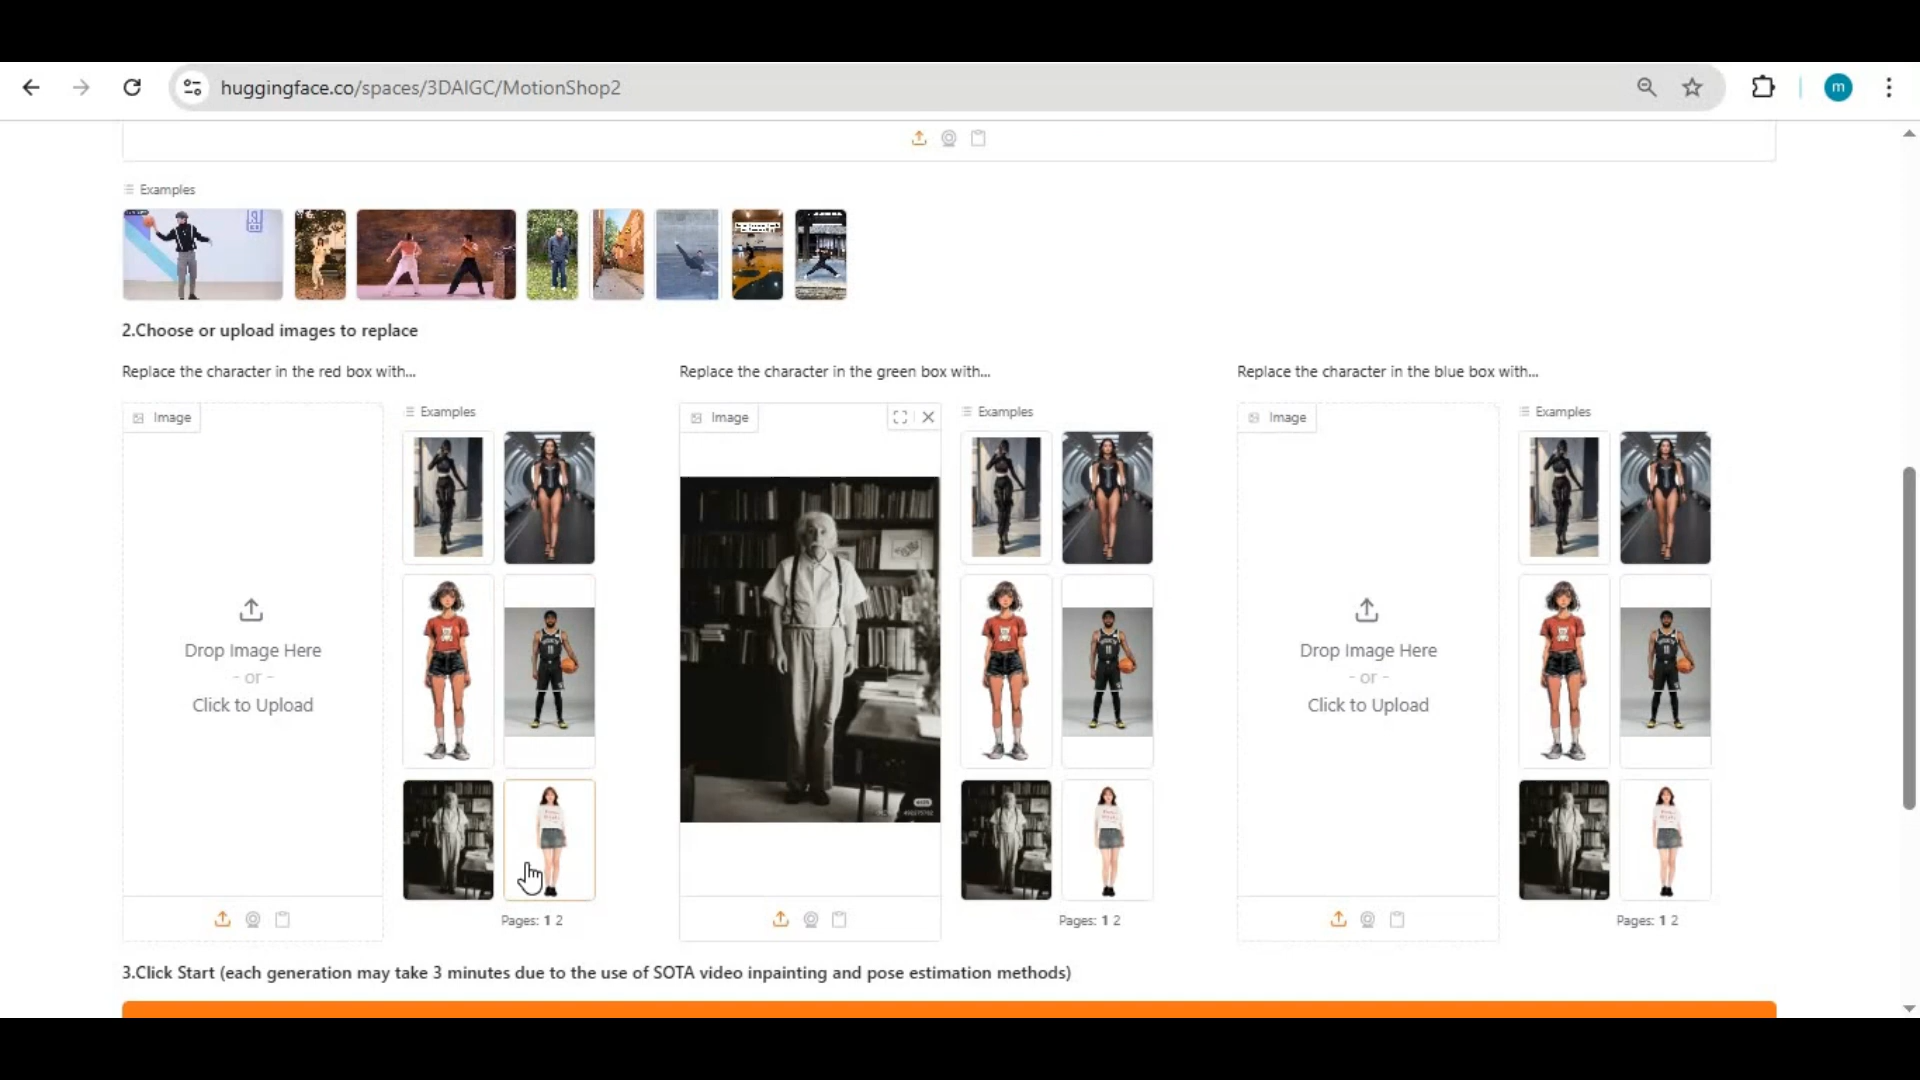 huggingface.co/spaces/3DAIGC/MotionShop2
m
Examples
2.Choose or upload images to replace
Replace the character in the red box with...
Replace the character in the green box with...
Replace the character in the blue box with...
Image
Examples
Image
Examples
Image
Examples
Drop Image Here
- or -
Click to Upload
Drop Image Here
- or -
Click to Upload
Pages: 1 2
Pages: 1 2
Pages: 1 2
3.Click Start (each generation may take 3 minutes due to the use of SOTA video inpainting and pose estimation methods)